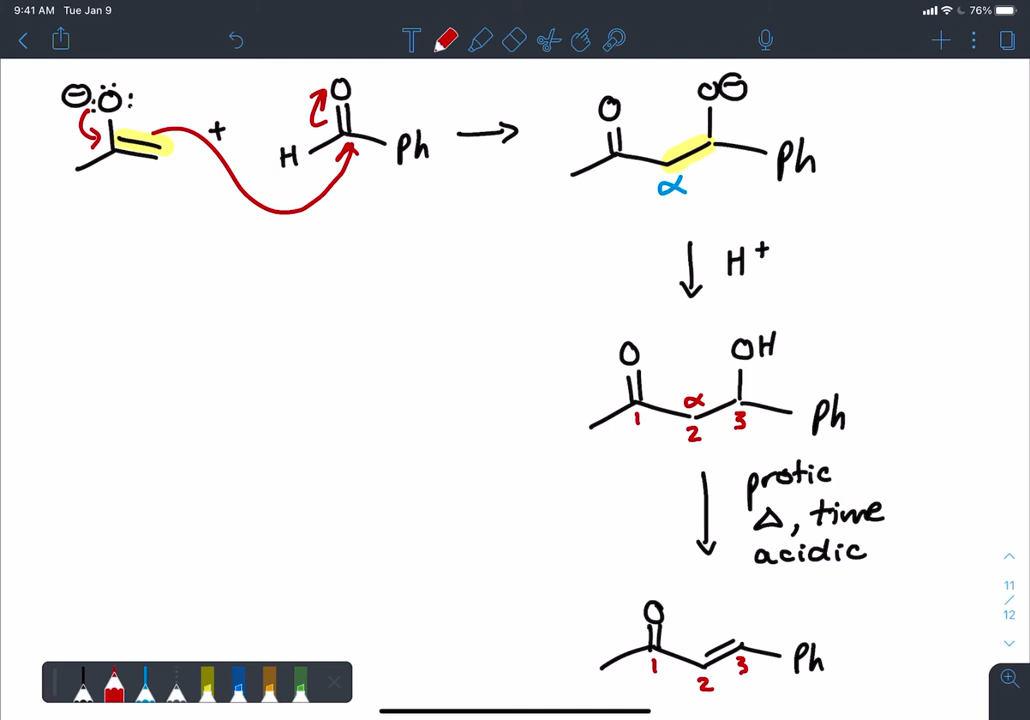 9:41 AM Tue Jan 9
76%
T
⊖ :Ö: + O
H Ph → O O⊖
α Ph
↓ H+
O OH
α
1 2 3 Ph
protic
Δ, time
acidic
11
/
12
O
1 2 3 Ph